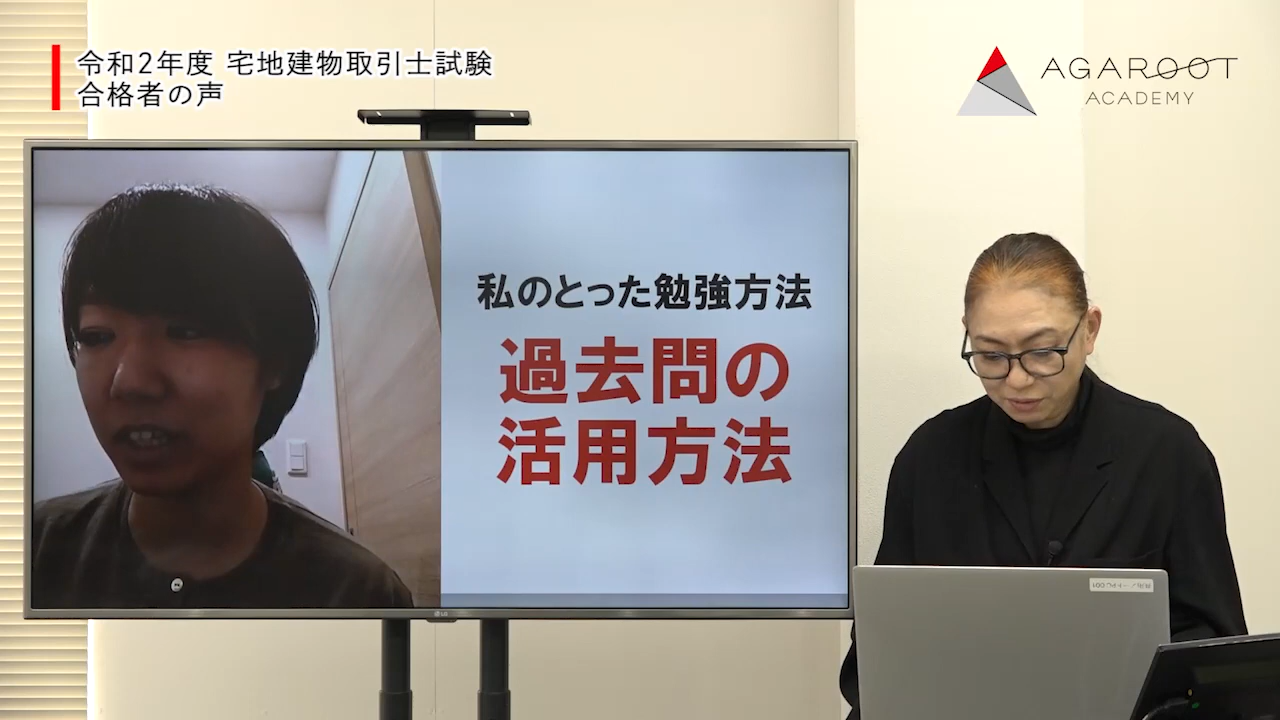 令和2年度 宅地建物取引士試験
合格者の声
AGAROOT
ACADEMY
私のとった勉強方法
過去問の
活用方法
LG